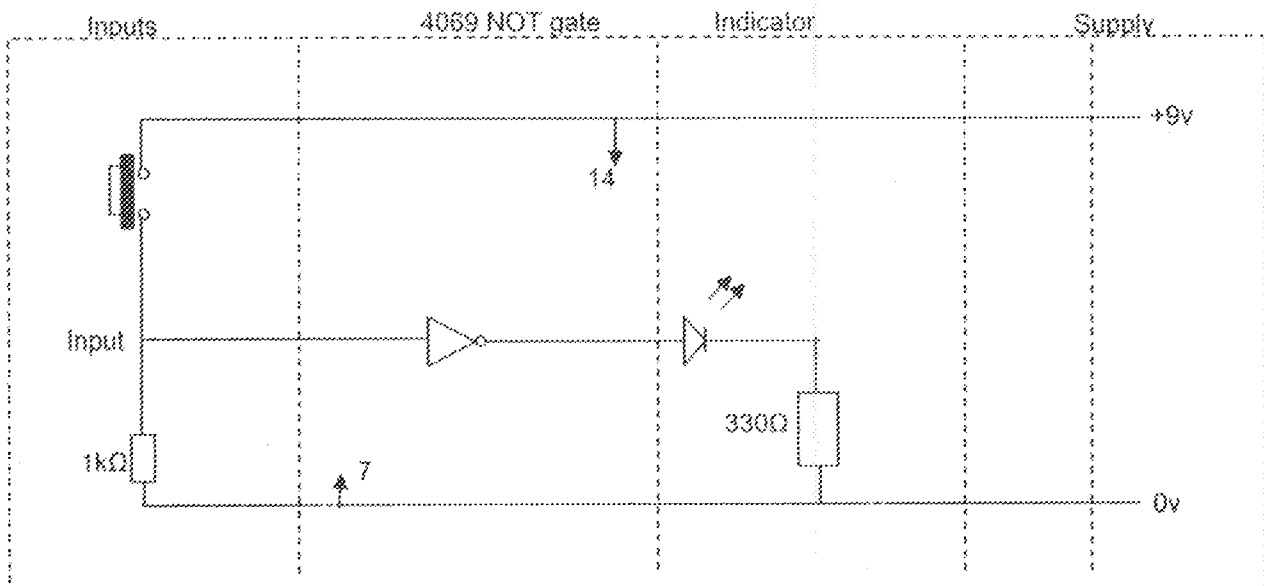 Inputs
4069 NOT gate
Indicator
Supply
+9v
14
Input
330Ω
1kΩ
7
0v